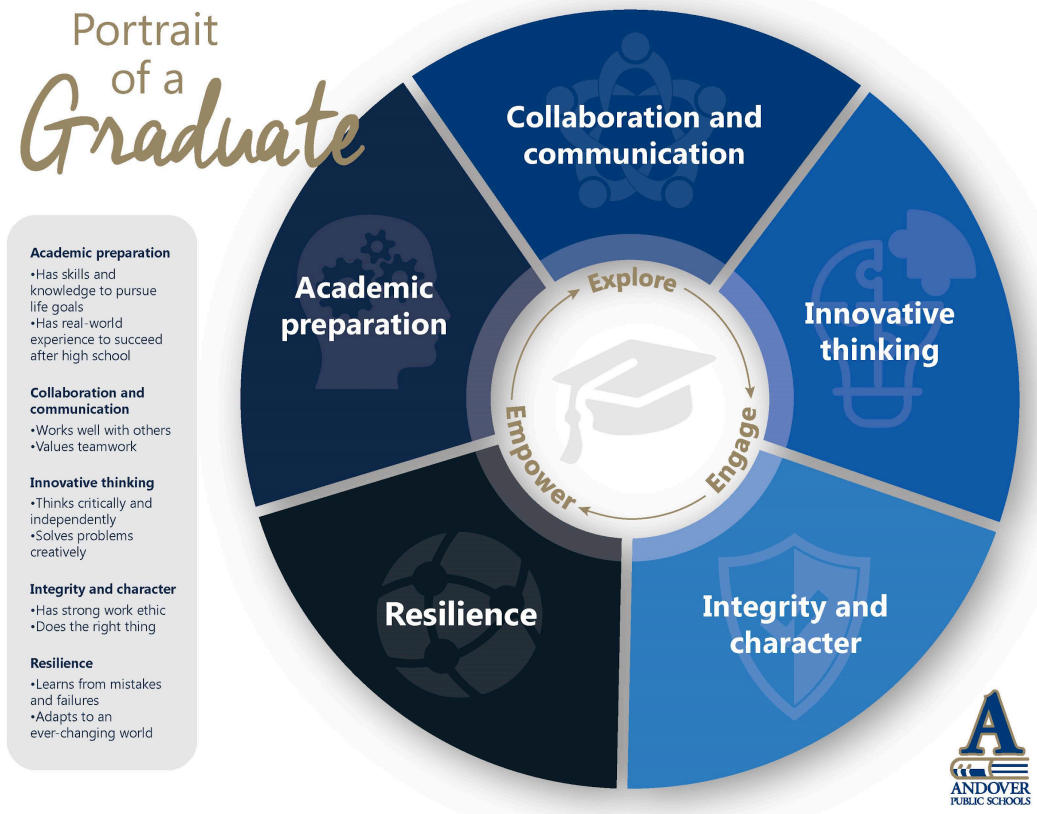 Portrait
of a
Graduate
Academic preparation
•Has skills and
knowledge to pursue
life goals
•Has real-world
experience to succeed
after high school
Collaboration and
communication
•Works well with others
•Values teamwork
Innovative thinking
•Thinks critically and
independently
•Solves problems
creatively
Integrity and character
•Has strong work ethic
•Does the right thing
Resilience
•Learns from mistakes
and failures
•Adapts to an
ever-changing world
Collaboration and
communication
Innovative
thinking
Integrity and
character
Resilience
Academic
preparation
Explore
Engage
Empower
A
ANDOVER
PUBLIC SCHOOLS